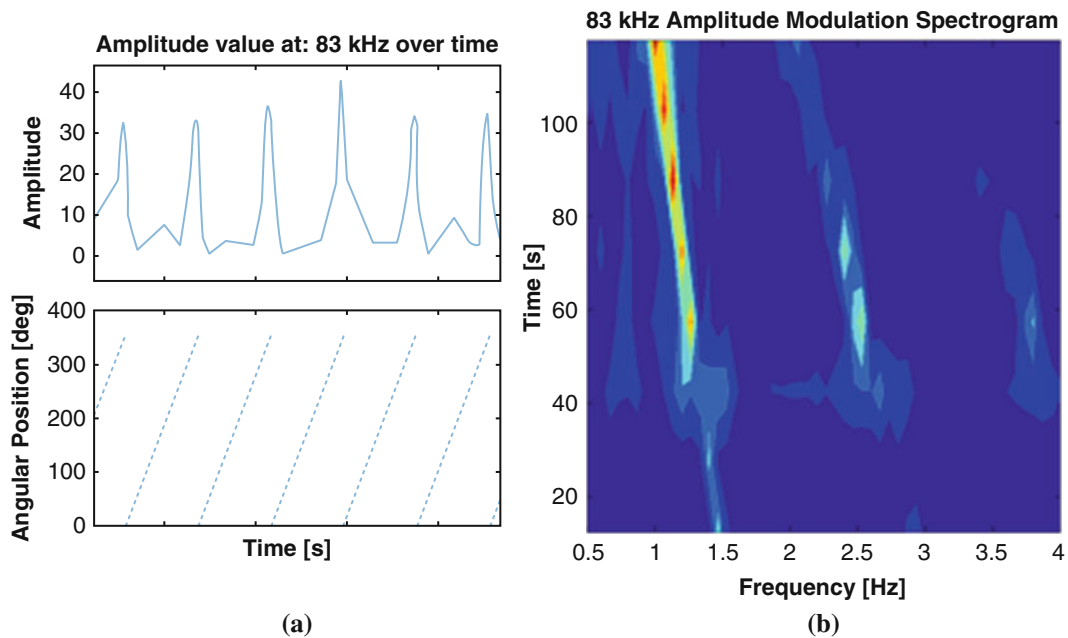 Amplitude value at: 83 kHz over time
Amplitude
40
30
20
10
0
Angular Position [deg]
400
300
200
100
0
Time [s]
(a)
83 kHz Amplitude Modulation Spectrogram
Time [s]
100
80
60
40
20
0.5 1 1.5 2 2.5 3 3.5 4
Frequency [Hz]
(b)